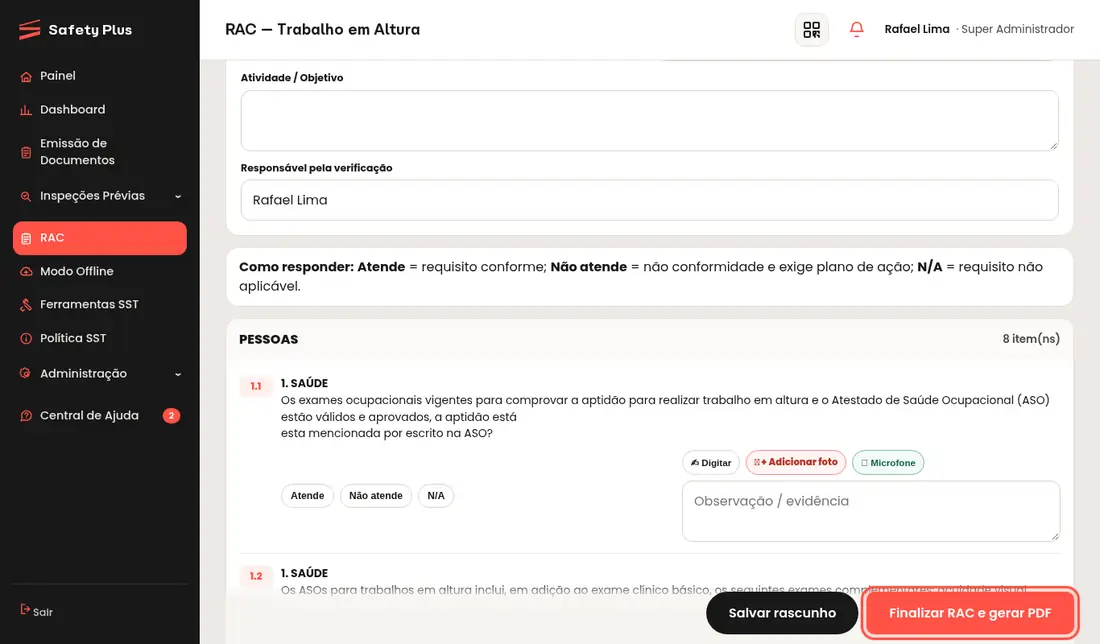 Safety Plus
RAC — Trabalho em Altura
Rafael Lima · Super Administrador
Painel
Dashboard
Emissão de
Documentos
Inspeções Prévias
RAC
Modo Offline
Ferramentas SST
Política SST
Administração
Central de Ajuda 2
Sair
Atividade / Objetivo
Responsável pela verificação
Rafael Lima
Como responder: Atende = requisito conforme; Não atende = não conformidade e exige plano de ação; N/A = requisito não
aplicável.
PESSOAS 8 item(ns)
1.1 1. SAÚDE
Os exames ocupacionais vigentes para comprovar a aptidão para realizar trabalho em altura e o Atestado de Saúde Ocupacional (ASO)
estão válidos e aprovados, a aptidão está
esta mencionada por escrito na ASO?
Digitar + Adicionar foto Microfone
Atende Não atende N/A
Observação / evidência
1.2 1. SAÚDE
Os ASOs para trabalhos em altura inclui, em adição ao exame clínico básico, os seguintes exames complementares: acuidade visual
Salvar rascunho Finalizar RAC e gerar PDF